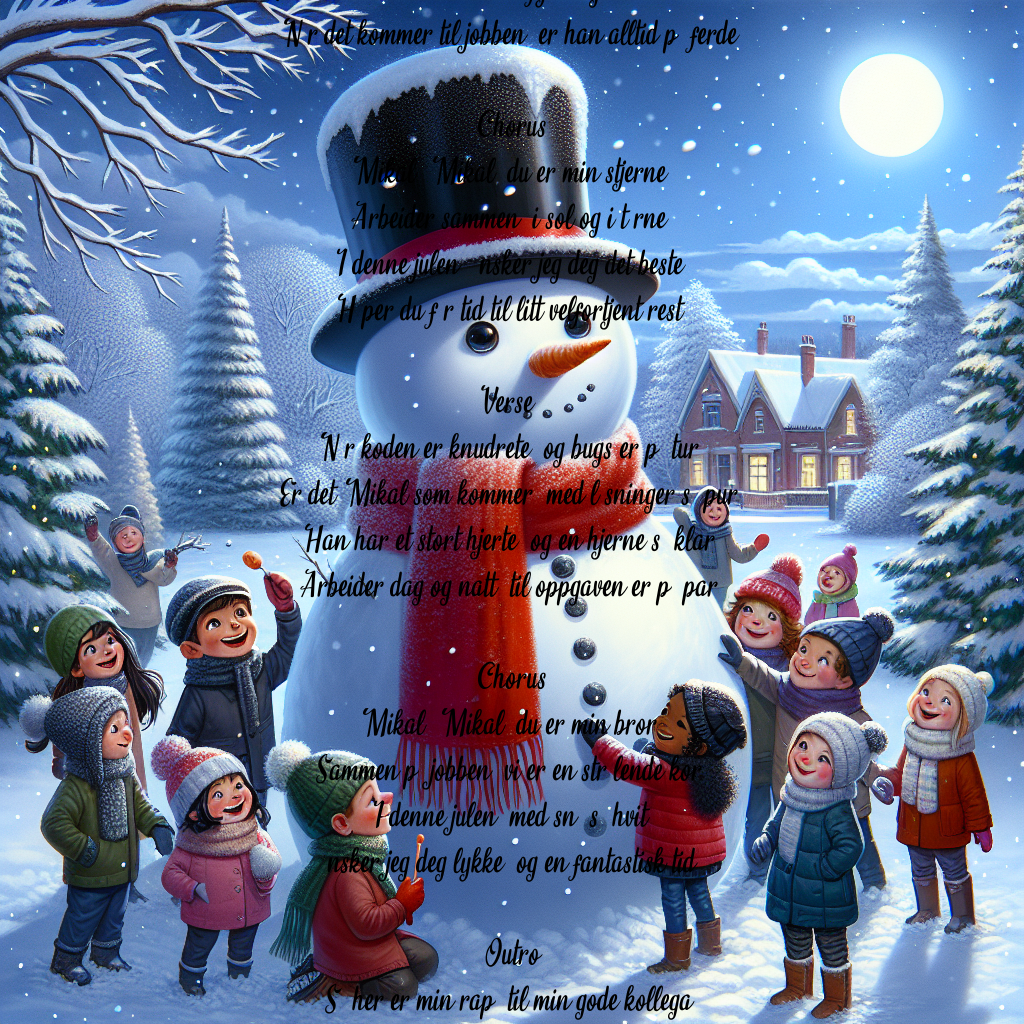 N r det kommer til jobben er han alltid p ferde
Chorus
Mikal Mikal du er min stjerne
Arbeider sammen i sol og i t rne
I denne julen nsker jeg deg det beste
H per du f r tid til litt velfortjent rest
Verse
N r koden er knudrete og bugs er p tur
Er det Mikal som kommer med l sninger s pur
Han har et stort hjerte og en hjerne s klar
Arbeider dag og natt til oppgaven er p par
Chorus
Mikal Mikal du er min bror
Sammen p jobben vi er en str lende kor
I denne julen med sn s hvit
nsker jeg deg lykke og en fantastisk tid
Outro
S her er min rap til min gode kollega